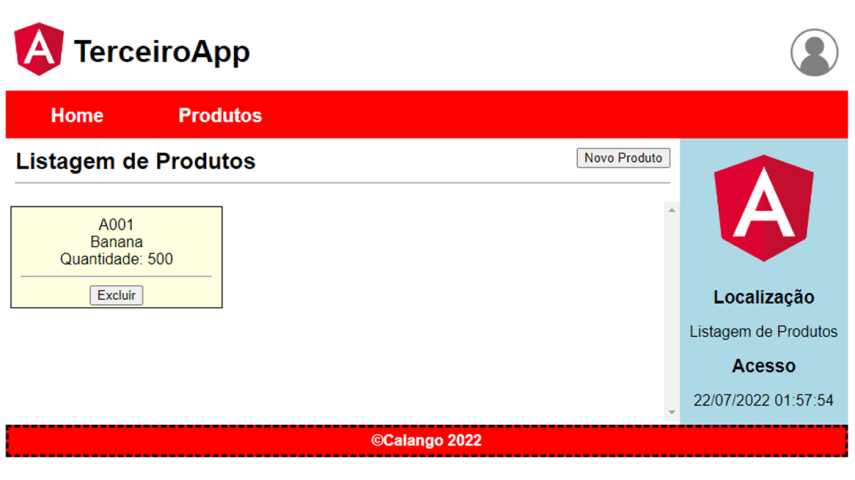 TerceiroApp
Home
Produtos
Listagem de Produtos
Novo Produto
A001
Banana
Quantidade: 500
Excluir
Localização
Listagem de Produtos
Acesso
22/07/2022 01:57:54
©Calango 2022